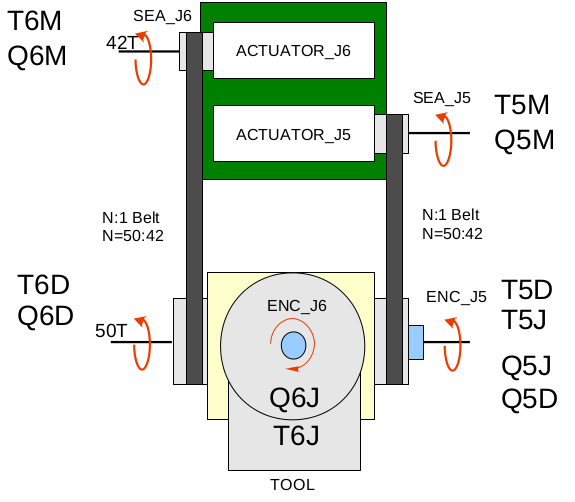 T6M
Q6M
SEA_J6
42T
ACTUATOR_J6
ACTUATOR_J5
SEA_J5
T5M
Q5M
N:1 Belt
N=50:42
N:1 Belt
N=50:42
T6D
Q6D
50T
ENC_J6
Q6J
T6J
TOOL
ENC_J5
T5D
T5J
Q5J
Q5D